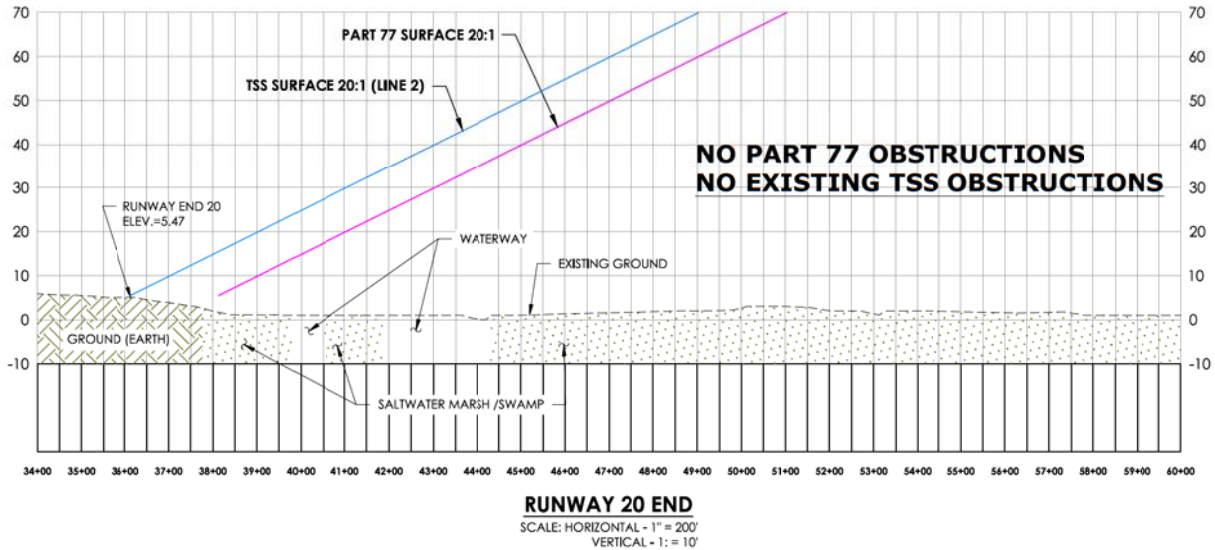 70
70
PART 77 SURFACE 20:1
60
60
TSS SURFACE 20:1 (LINE 2)
50
50
40
40
NO PART 77 OBSTRUCTIONS
NO EXISTING TSS OBSTRUCTIONS
30
30
RUNWAY END 20
ELEV.=5.47
20
20
WATERWAY
EXISTING GROUND
10
10
0
0
GROUND (EARTH)
-10
-10
SALTWATER MARSH /SWAMP
34+00 35+00 36+00 37+00 38+00 39+00 40+00 41+00 42+00 43+00 44+00 45+00 46+00 47+00 48+00 49+00 50+00 51+00 52+00 53+00 54+00 55+00 56+00 57+00 58+00 59+00 60+00
RUNWAY 20 END
SCALE: HORIZONTAL - 1" = 200'
VERTICAL - 1: = 10'